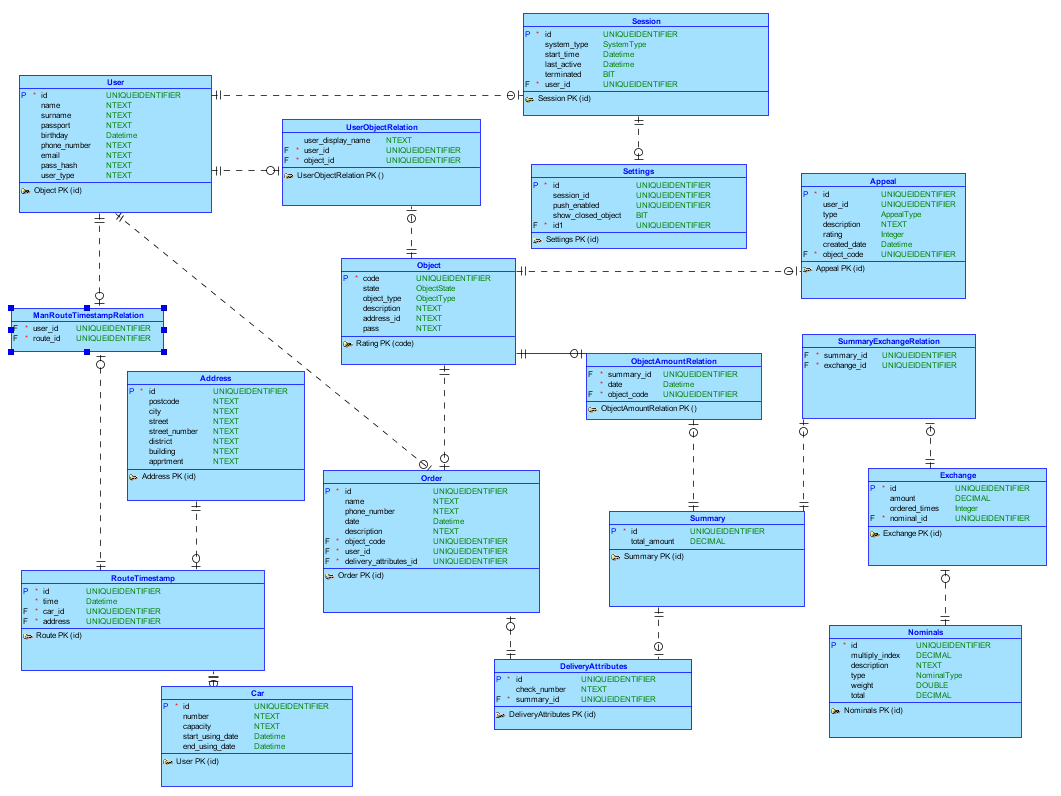 Session
P * id UNIQUEIDENTIFIER
system_type SystemType
start_time Datetime
last_active Datetime
terminated BIT
F * user_id UNIQUEIDENTIFIER
Session PK (id)
User
P * id UNIQUEIDENTIFIER
name NTEXT
surname NTEXT
passport NTEXT
birthday Datetime
phone_number NTEXT
email NTEXT
pass_hash NTEXT
user_type NTEXT
Object PK (id)
UserObjectRelation
user_display_name NTEXT
F * user_id UNIQUEIDENTIFIER
F * object_id UNIQUEIDENTIFIER
UserObjectRelation PK ()
Settings
P * id UNIQUEIDENTIFIER
session_id UNIQUEIDENTIFIER
push_enabled UNIQUEIDENTIFIER
show_closed_object BIT
F * id1 UNIQUEIDENTIFIER
Settings PK (id)
Appeal
P * id UNIQUEIDENTIFIER
user_id UNIQUEIDENTIFIER
type AppealType
description NTEXT
rating Integer
created_date Datetime
F * object_code UNIQUEIDENTIFIER
Appeal PK (id)
Object
P * code UNIQUEIDENTIFIER
state ObjectState
object_type ObjectType
description NTEXT
address_id NTEXT
pass NTEXT
Rating PK (code)
ManRouteTimestampRelation
F * user_id UNIQUEIDENTIFIER
F * route_id UNIQUEIDENTIFIER
SummaryExchangeRelation
F * summary_id UNIQUEIDENTIFIER
F * exchange_id UNIQUEIDENTIFIER
ObjectAmountRelation
F * summary_id UNIQUEIDENTIFIER
* date Datetime
F * object_code UNIQUEIDENTIFIER
ObjectAmountRelation PK ()
Address
P * id UNIQUEIDENTIFIER
postcode NTEXT
city NTEXT
street NTEXT
street_number NTEXT
district NTEXT
building NTEXT
apprtment NTEXT
Address PK (id)
Order
P * id UNIQUEIDENTIFIER
name NTEXT
phone_number NTEXT
date Datetime
description NTEXT
F * object_code UNIQUEIDENTIFIER
F * user_id UNIQUEIDENTIFIER
F * delivery_attributes_id UNIQUEIDENTIFIER
Order PK (id)
Exchange
P * id UNIQUEIDENTIFIER
amount DECIMAL
ordered_times Integer
F * nominal_id UNIQUEIDENTIFIER
Exchange PK (id)
Summary
P * id UNIQUEIDENTIFIER
total_amount DECIMAL
Summary PK (id)
RouteTimestamp
P * id UNIQUEIDENTIFIER
* time Datetime
F * car_id UNIQUEIDENTIFIER
F * address UNIQUEIDENTIFIER
Route PK (id)
Nominals
P * id UNIQUEIDENTIFIER
multiply_index DECIMAL
description NTEXT
type NominalType
weight DOUBLE
total DECIMAL
Nominals PK (id)
DeliveryAttributes
P * id UNIQUEIDENTIFIER
check_number NTEXT
F * summary_id UNIQUEIDENTIFIER
DeliveryAttributes PK (id)
Car
P * id UNIQUEIDENTIFIER
number NTEXT
capacity NTEXT
start_using_date Datetime
end_using_date Datetime
User PK (id)